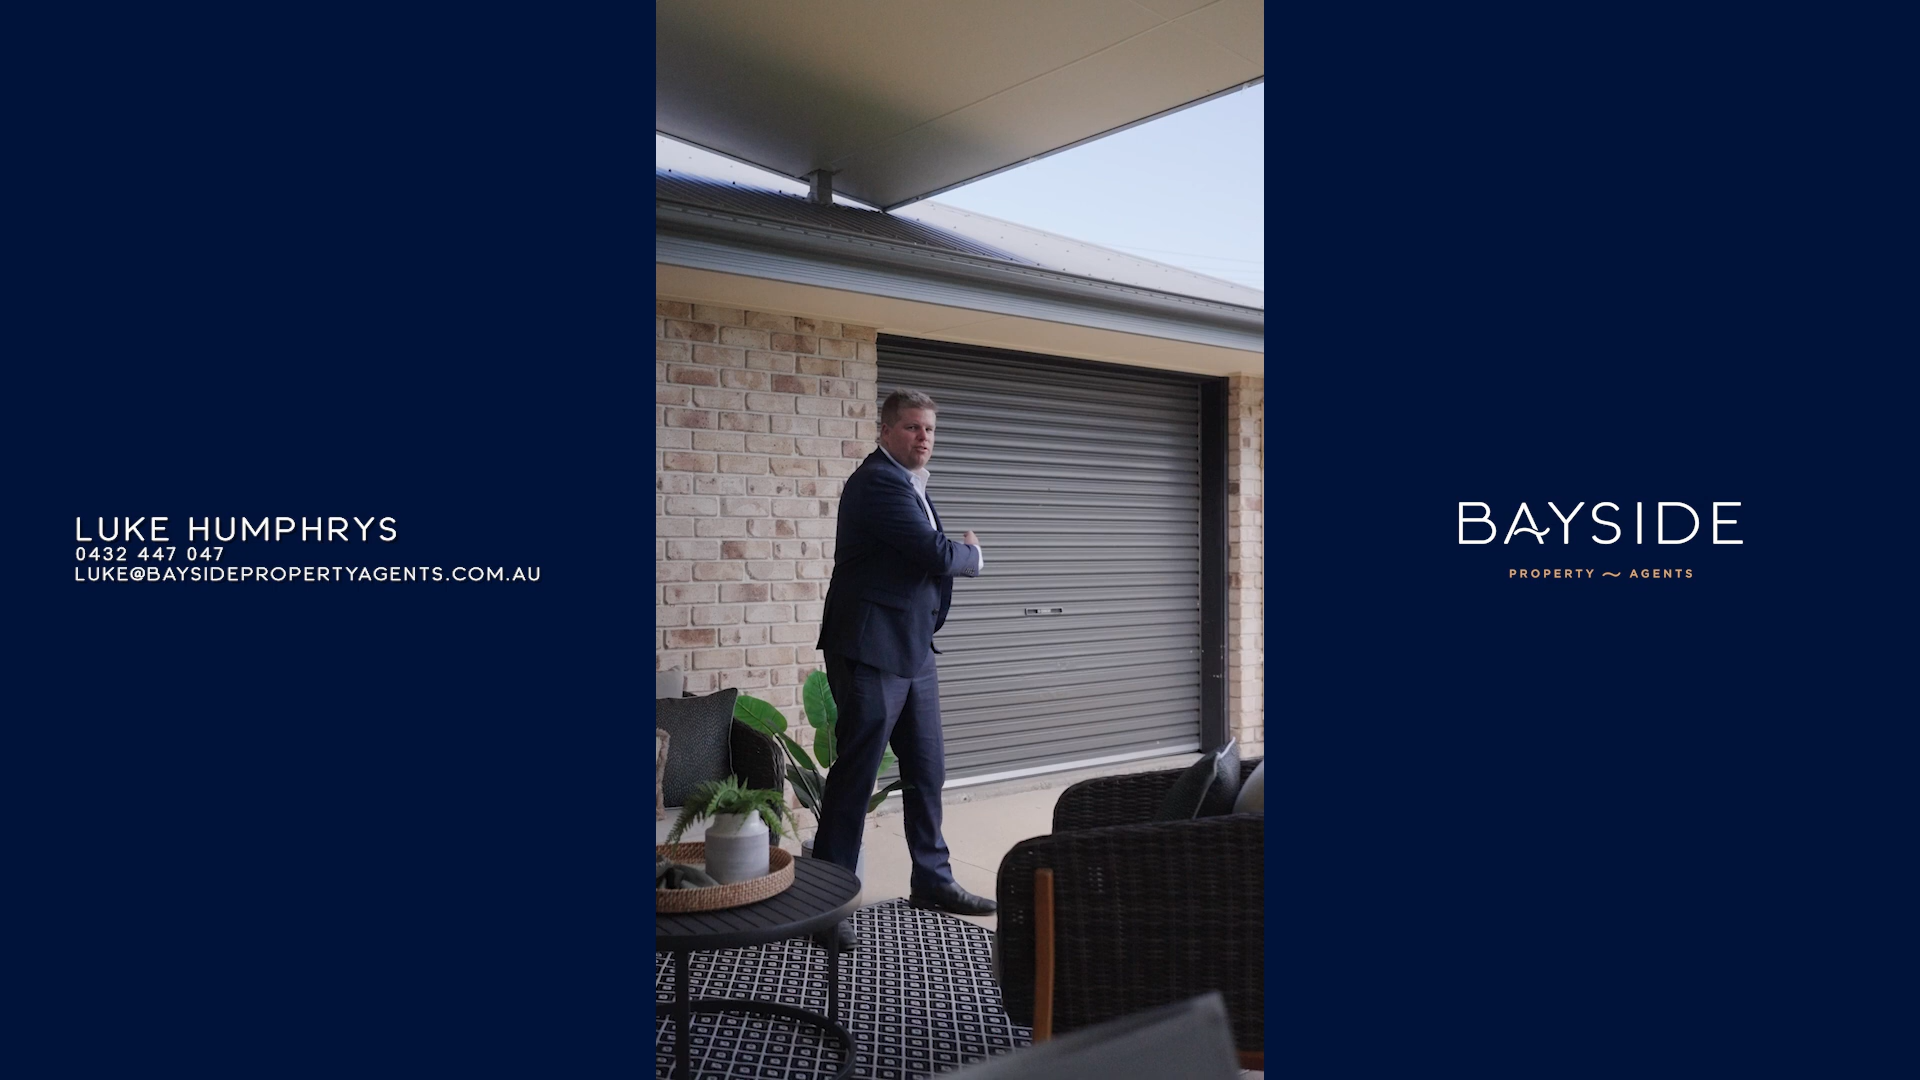 LUKE HUMPHRYS
0432 447 047
LUKE@BAYSIDEPROPERTYAGENTS.COM.AU
BAYSIDE
PROPERTY ~ AGENTS